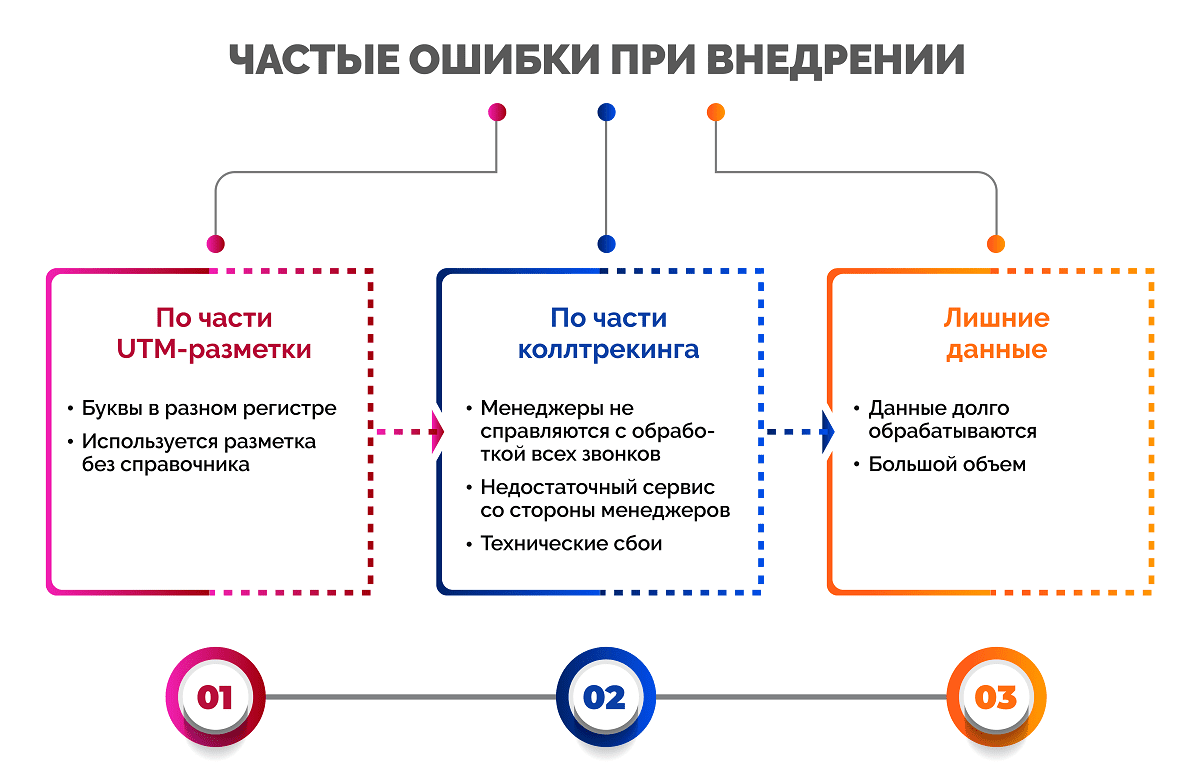 ЧАСТЫЕ ОШИБКИ ПРИ ВНЕДРЕНИИ
По части
UTM-разметки
• Буквы в разном регистре
• Используется разметка
без справочника
По части
коллтрекинга
• Менеджеры не
справляются с обрабо-
ткой всех звонков
• Недостаточный сервис
со стороны менеджеров
• Технические сбои
Лишние
данные
• Данные долго
обрабатываются
• Большой объем
01
02
03